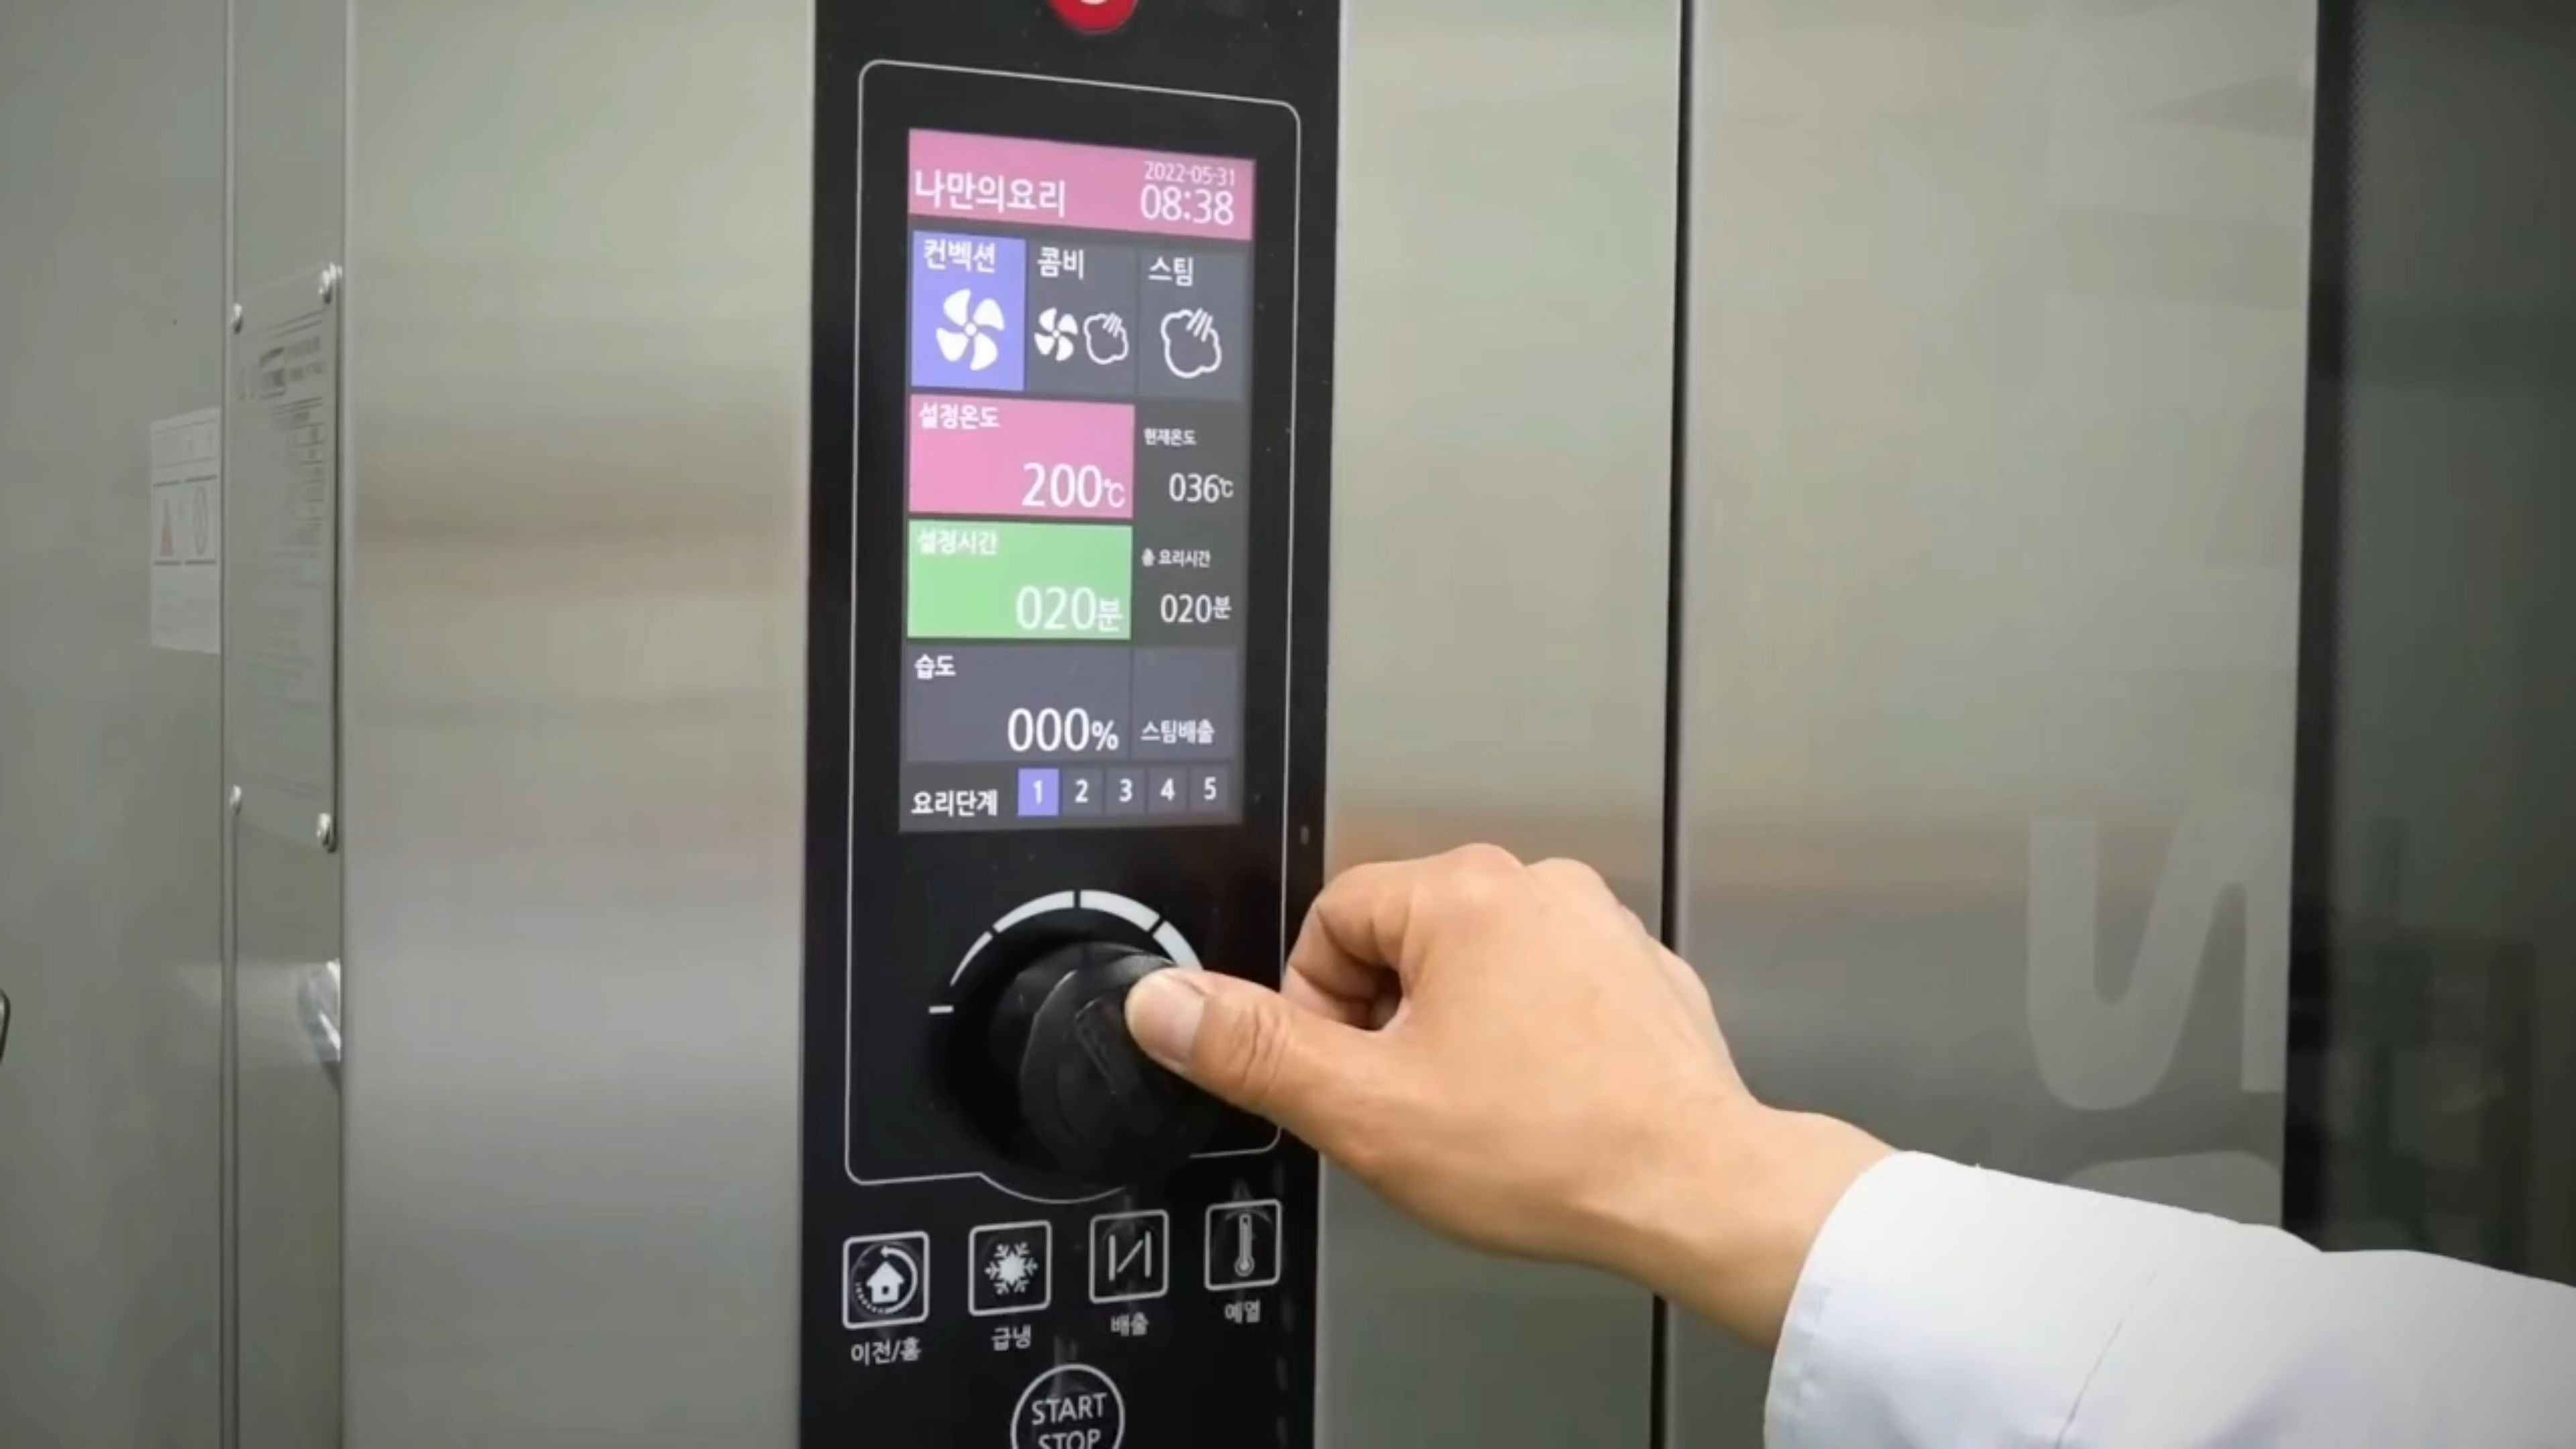 나만의요리
2022-05-31
08:38
컨벡션
콤비
스팀
설정온도
200℃
현재온도
036℃
설정시간
020분
총 요리시간
020분
습도
000%
스팀배출
요리단계 1 2 3 4 5
이전/홈
급냉
배출
예열
START
STOP